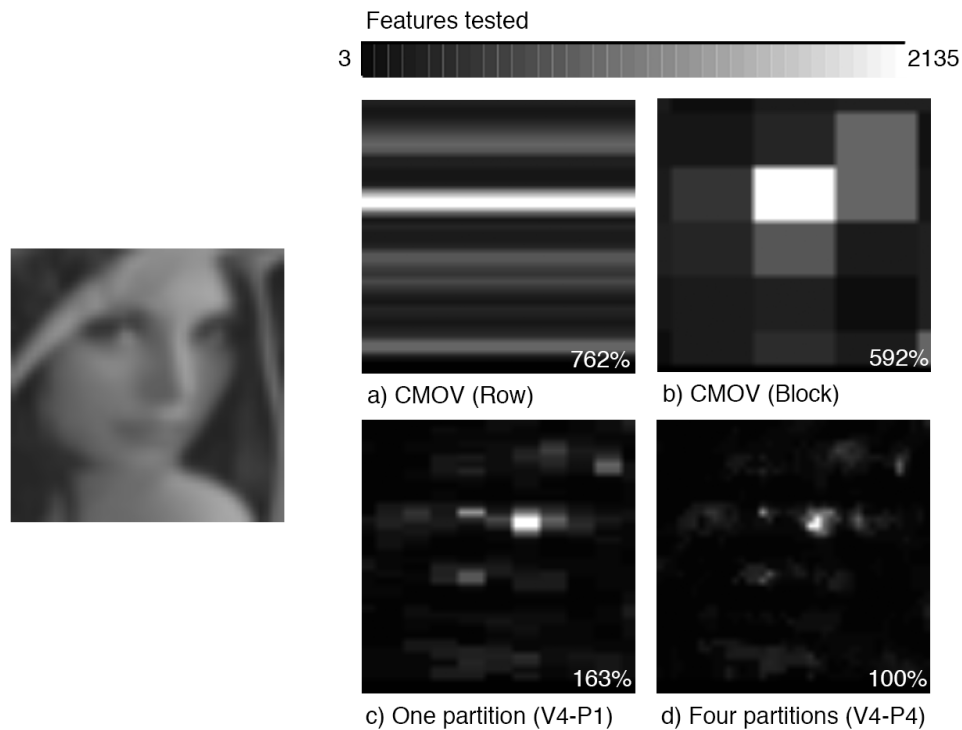 Features tested
3 2135
762%
592%
a) CMOV (Row)
b) CMOV (Block)
163%
100%
c) One partition (V4-P1)
d) Four partitions (V4-P4)